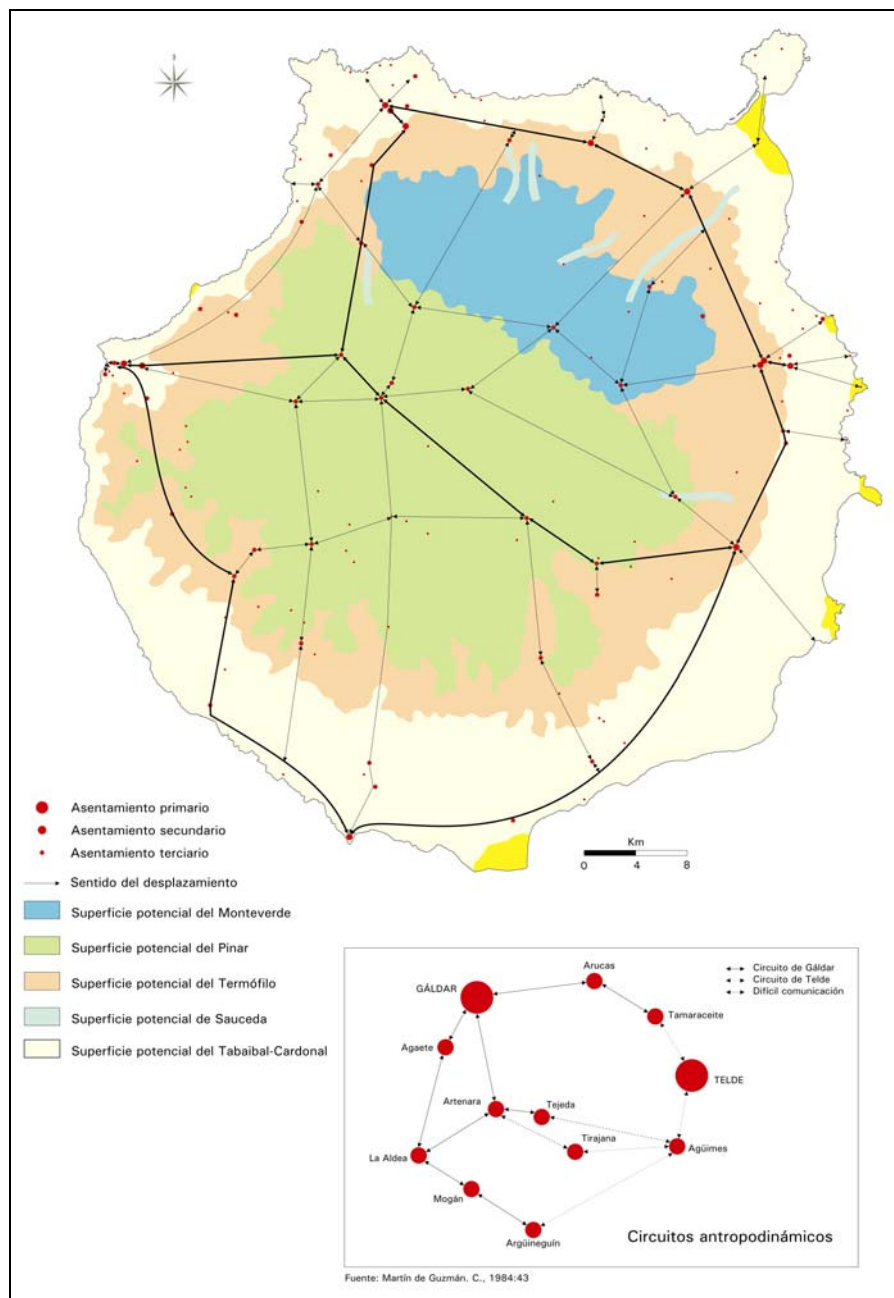 Km
0 4 8
Asentamiento primario
Asentamiento secundario
Asentamiento terciario
Sentido del desplazamiento
Superficie potencial del Monteverde
Superficie potencial del Pinar
Superficie potencial del Termófilo
Superficie potencial de Sauceda
Superficie potencial del Tabaibal-Cardonal
Arucas
GÁLDAR
Circuito de Gáldar
Circuito de Telde
Difícil comunicación
Tamaraceite
Agaete
TELDE
Artenara
Tejeda
Tirajana
Agüimes
La Aldea
Mogán
Argüineguín
Circuitos antropodinámicos
Fuente: Martín de Guzmán. C., 1984:43